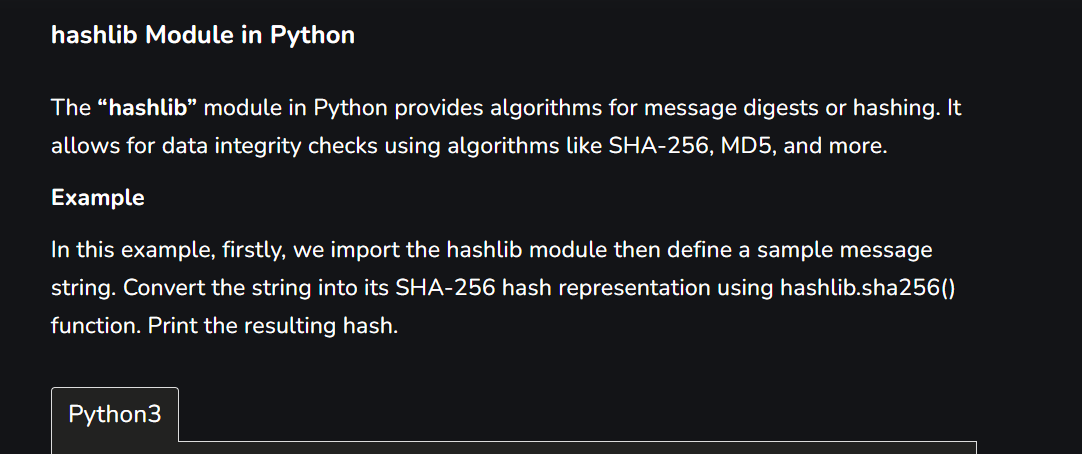 hashlib Module in Python
The “hashlib” module in Python provides algorithms for message digests or hashing. It
allows for data integrity checks using algorithms like SHA-256, MD5, and more.
Example
In this example, firstly, we import the hashlib module then define a sample message
string. Convert the string into its SHA-256 hash representation using hashlib.sha256()
function. Print the resulting hash.
Python3